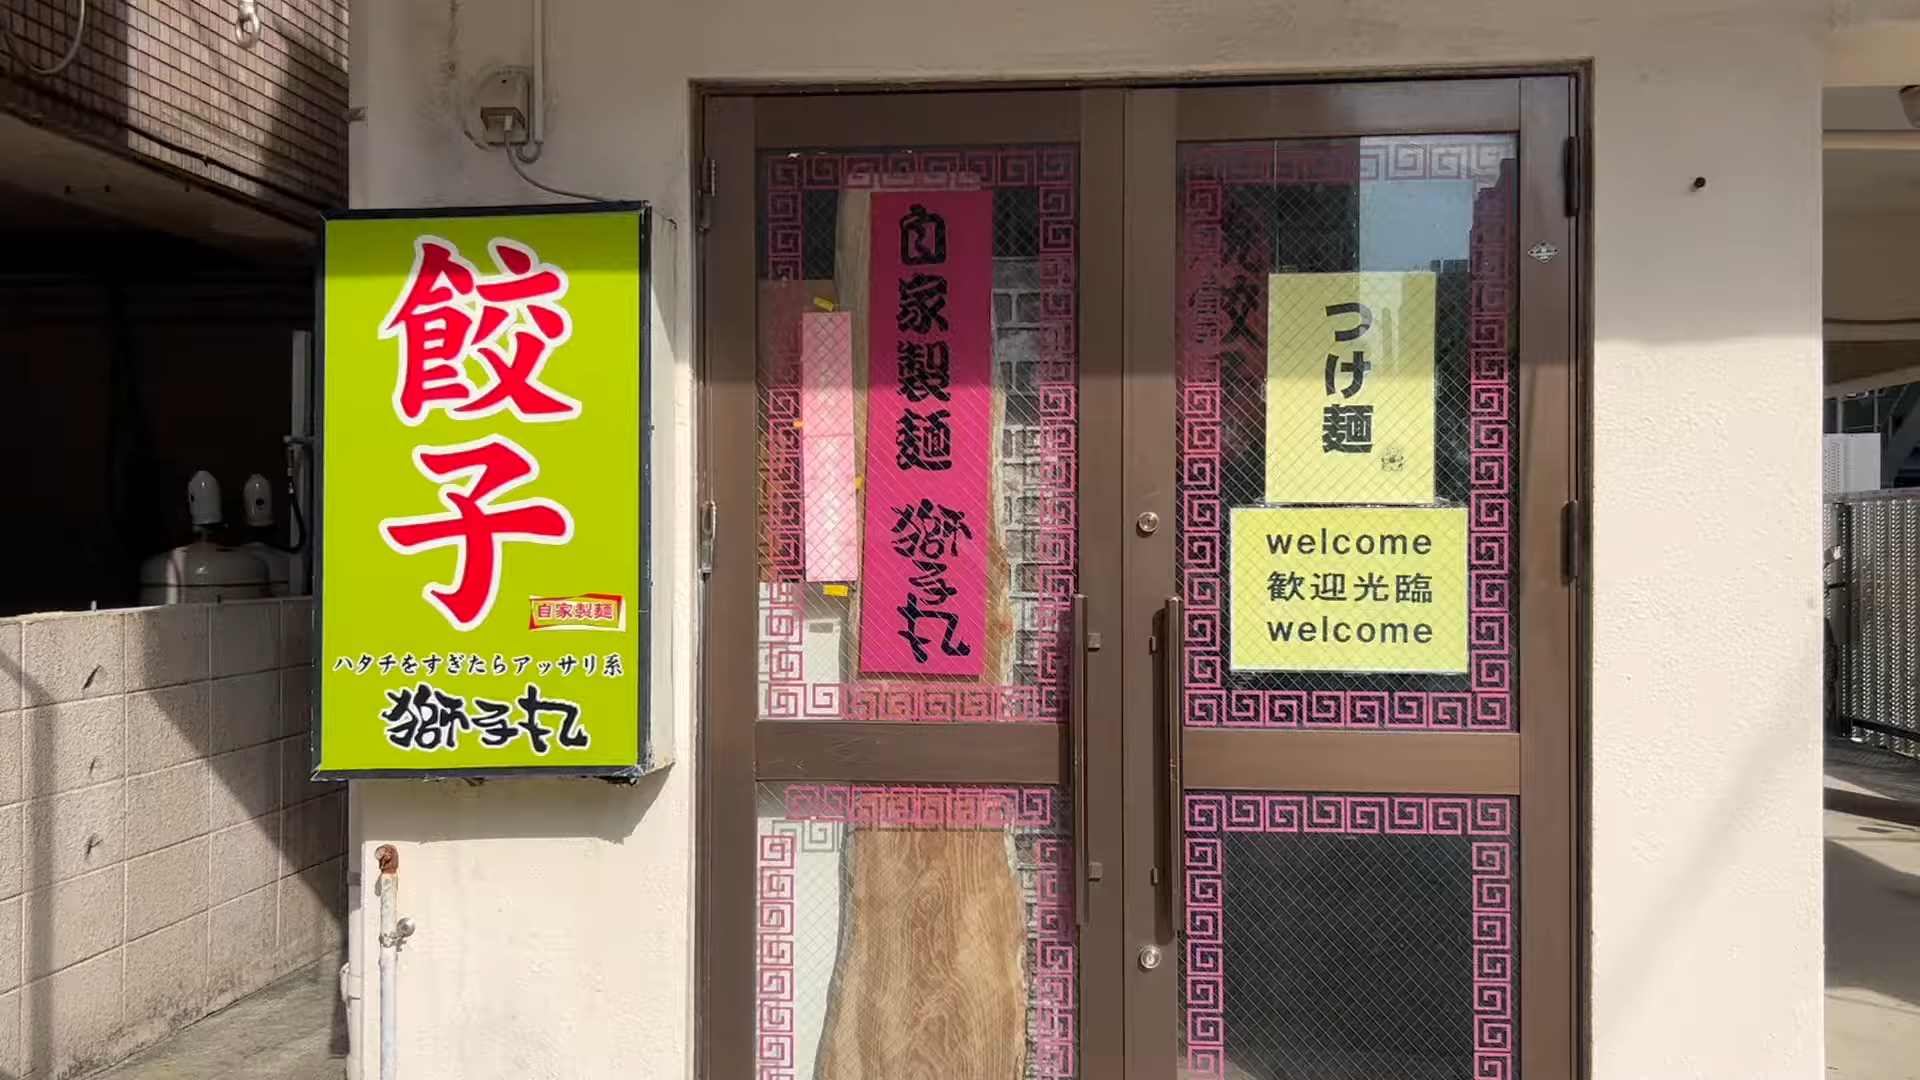 餃子
自家製麺
ハタチをすぎたらアッサリ系
獅子丸
自家製麺 獅子丸
つけ麺
welcome
歓迎光臨
welcome